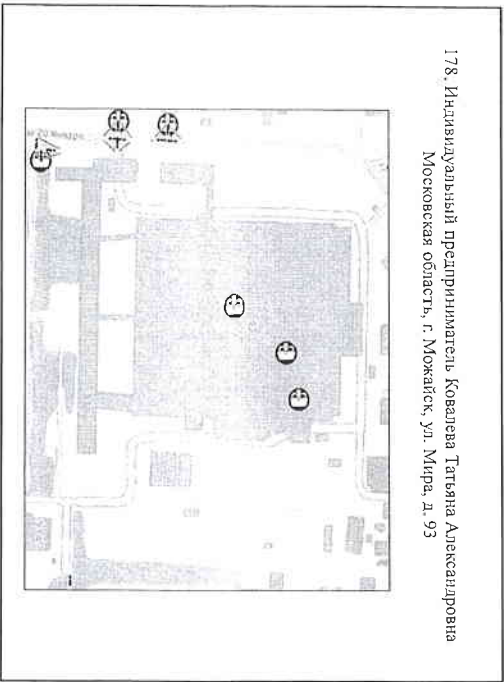 178. Индивидуальный предприниматель Ковалева Татьяна Александровна
Московская область, г. Можайск, ул. Мира, д. 93